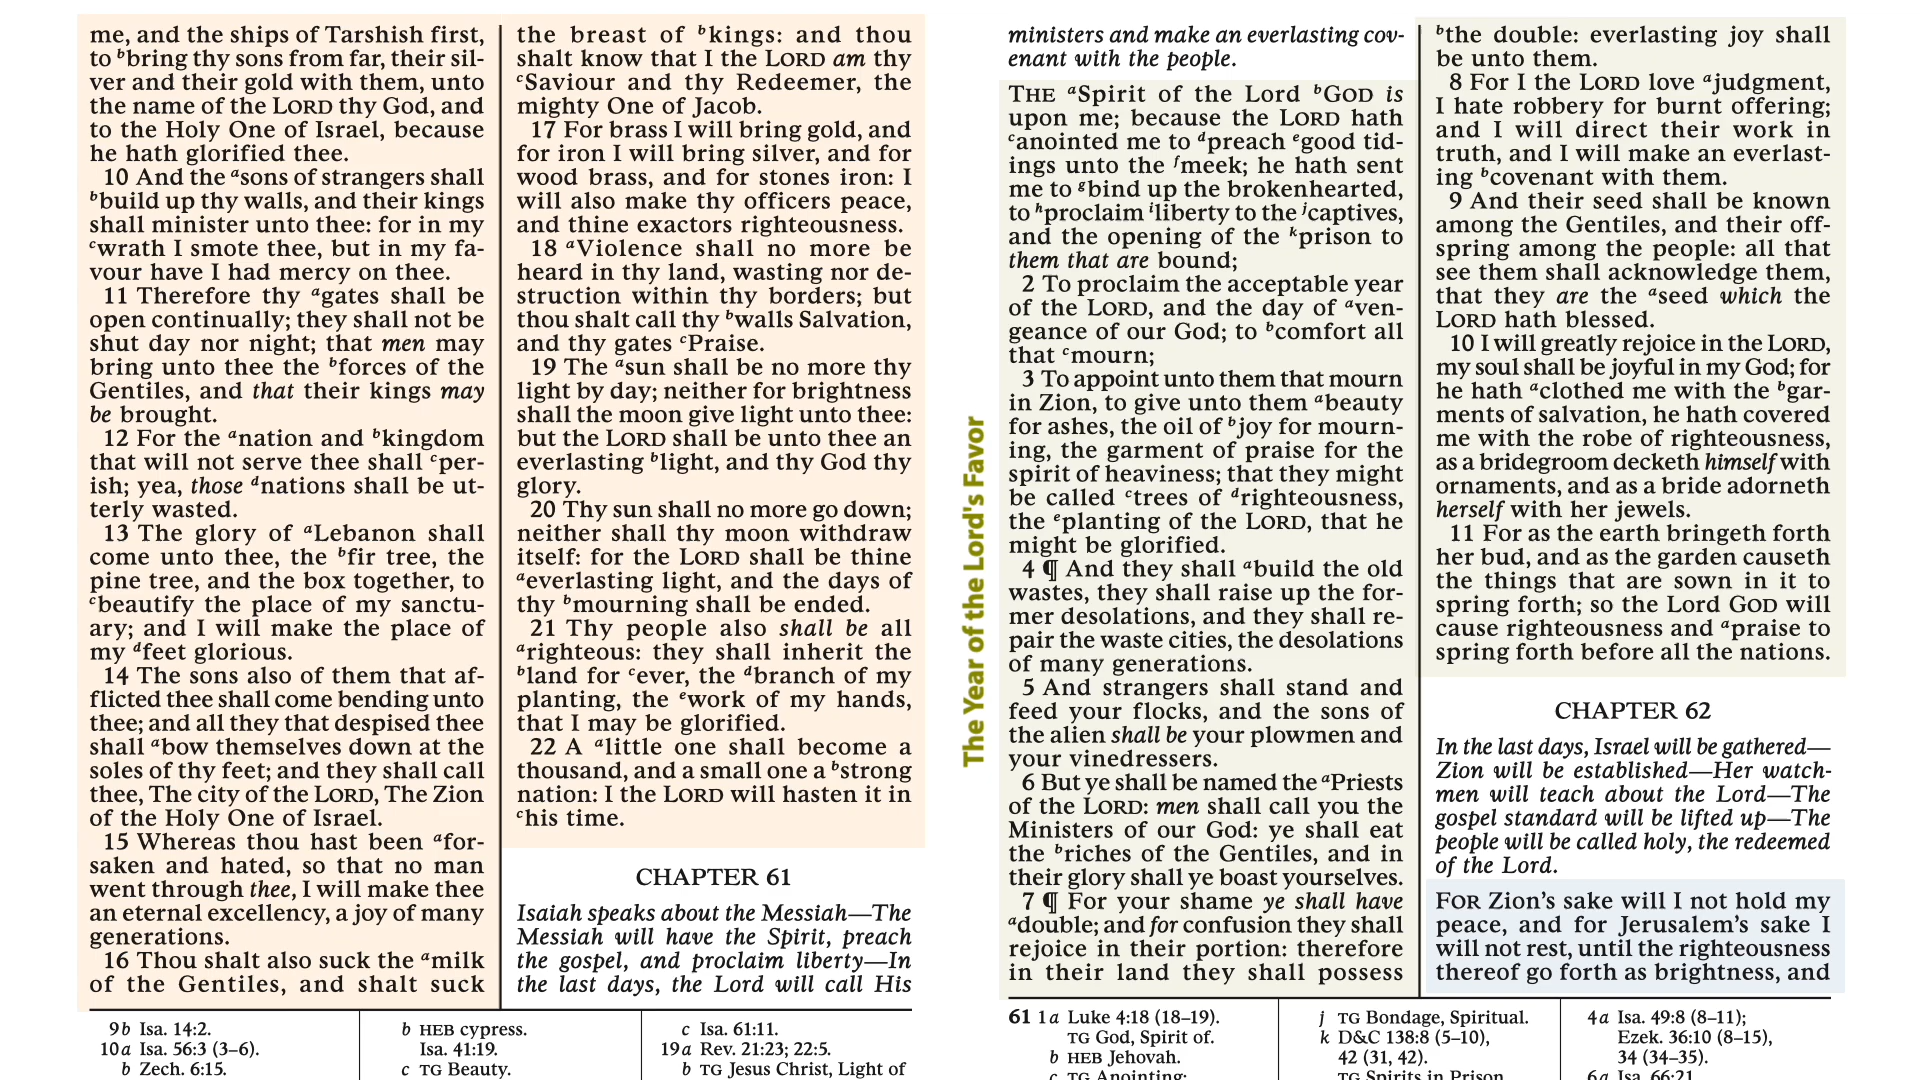 me, and the ships of Tarshish first,
to ᵇbring thy sons from far, their sil-
ver and their gold with them, unto
the name of the LORD thy God, and
to the Holy One of Israel, because
he hath glorified thee.
10 And the ᵃsons of strangers shall
ᵇbuild up thy walls, and their kings
shall minister unto thee: for in my
ᶜwrath I smote thee, but in my fa-
vour have I had mercy on thee.
11 Therefore thy ᵃgates shall be
open continually; they shall not be
shut day nor night; that men may
bring unto thee the ᵇforces of the
Gentiles, and that their kings may
be brought.
12 For the ᵃnation and ᵇkingdom
that will not serve thee shall ᶜper-
ish; yea, those ᵈnations shall be ut-
terly wasted.
13 The glory of ᵃLebanon shall
come unto thee, the ᵇfir tree, the
pine tree, and the box together, to
ᶜbeautify the place of my sanctu-
ary; and I will make the place of
my ᵈfeet glorious.
14 The sons also of them that af-
flicted thee shall come bending unto
thee; and all they that despised thee
shall ᵃbow themselves down at the
soles of thy feet; and they shall call
thee, The city of the LORD, The Zion
of the Holy One of Israel.
15 Whereas thou hast been ᵃfor-
saken and hated, so that no man
went through thee, I will make thee
an eternal excellency, a joy of many
generations.
16 Thou shalt also suck the ᵃmilk
of the Gentiles, and shalt suck
the breast of ᵇkings: and thou
shalt know that I the LORD am thy
ᶜSaviour and thy Redeemer, the
mighty One of Jacob.
17 For brass I will bring gold, and
for iron I will bring silver, and for
wood brass, and for stones iron: I
will also make thy officers peace,
and thine exactors righteousness.
18 ᵃViolence shall no more be
heard in thy land, wasting nor de-
struction within thy borders; but
thou shalt call thy ᵇwalls Salvation,
and thy gates ᶜPraise.
19 The ᵃsun shall be no more thy
light by day; neither for brightness
shall the moon give light unto thee:
but the LORD shall be unto thee an
everlasting ᵇlight, and thy God thy
glory.
20 Thy sun shall no more go down;
neither shall thy moon withdraw
itself: for the LORD shall be thine
ᵃeverlasting light, and the days of
thy ᵇmourning shall be ended.
21 Thy people also shall be all
ᵃrighteous: they shall inherit the
ᵇland for ᶜever, the ᵈbranch of my
planting, the ᵉwork of my hands,
that I may be glorified.
22 A ᵃlittle one shall become a
thousand, and a small one a ᵇstrong
nation: I the LORD will hasten it in
ᶜhis time.
CHAPTER 61
Isaiah speaks about the Messiah—The
Messiah will have the Spirit, preach
the gospel, and proclaim liberty—In
the last days, the Lord will call His
9b Isa. 14:2.
10a Isa. 56:3 (3–6).
b Zech. 6:15.
b HEB cypress.
Isa. 41:19.
c TG Beauty.
c Isa. 61:11.
19a Rev. 21:23; 22:5.
b TG Jesus Christ, Light of
The Year of the Lord's Favor
ministers and make an everlasting cov-
enant with the people.
THE ᵃSpirit of the Lord ᵇGOD is
upon me; because the LORD hath
ᶜanointed me to ᵈpreach ᵉgood tid-
ings unto the ᶠmeek; he hath sent
me to ᵍbind up the brokenhearted,
to ʰproclaim ⁱliberty to the ʲcaptives,
and the opening of the ᵏprison to
them that are bound;
2 To proclaim the acceptable year
of the LORD, and the day of ᵃven-
geance of our God; to ᵇcomfort all
that ᶜmourn;
3 To appoint unto them that mourn
in Zion, to give unto them ᵃbeauty
for ashes, the oil of ᵇjoy for mourn-
ing, the garment of praise for the
spirit of heaviness; that they might
be called ᶜtrees of ᵈrighteousness,
the ᵉplanting of the LORD, that he
might be glorified.
4 ¶ And they shall ᵃbuild the old
wastes, they shall raise up the for-
mer desolations, and they shall re-
pair the waste cities, the desolations
of many generations.
5 And strangers shall stand and
feed your flocks, and the sons of
the alien shall be your plowmen and
your vinedressers.
6 But ye shall be named the ᵃPriests
of the LORD: men shall call you the
Ministers of our God: ye shall eat
the ᵇriches of the Gentiles, and in
their glory shall ye boast yourselves.
7 ¶ For your shame ye shall have
ᵃdouble; and for confusion they shall
rejoice in their portion: therefore
in their land they shall possess
ᵇthe double: everlasting joy shall
be unto them.
8 For I the LORD love ᵃjudgment,
I hate robbery for burnt offering;
and I will direct their work in
truth, and I will make an everlast-
ing ᵇcovenant with them.
9 And their seed shall be known
among the Gentiles, and their off-
spring among the people: all that
see them shall acknowledge them,
that they are the ᵃseed which the
LORD hath blessed.
10 I will greatly rejoice in the LORD,
my soul shall be joyful in my God; for
he hath ᵃclothed me with the ᵇgar-
ments of salvation, he hath covered
me with the robe of righteousness,
as a bridegroom decketh himself with
ornaments, and as a bride adorneth
herself with her jewels.
11 For as the earth bringeth forth
her bud, and as the garden causeth
the things that are sown in it to
spring forth; so the Lord GOD will
cause righteousness and ᵃpraise to
spring forth before all the nations.
CHAPTER 62
In the last days, Israel will be gathered—
Zion will be established—Her watch-
men will teach about the Lord—The
gospel standard will be lifted up—The
people will be called holy, the redeemed
of the Lord.
FOR Zion’s sake will I not hold my
peace, and for Jerusalem’s sake I
will not rest, until the righteousness
thereof go forth as brightness, and
61 1a Luke 4:18 (18–19).
TG God, Spirit of.
b HEB Jehovah.
c TG Anointing;
j TG Bondage, Spiritual.
k D&C 138:8 (5–10),
42 (31, 42).
TG Spirits in Prison
4a Isa. 49:8 (8–11);
Ezek. 36:10 (8–15),
34 (34–35).
6a Isa. 66:21